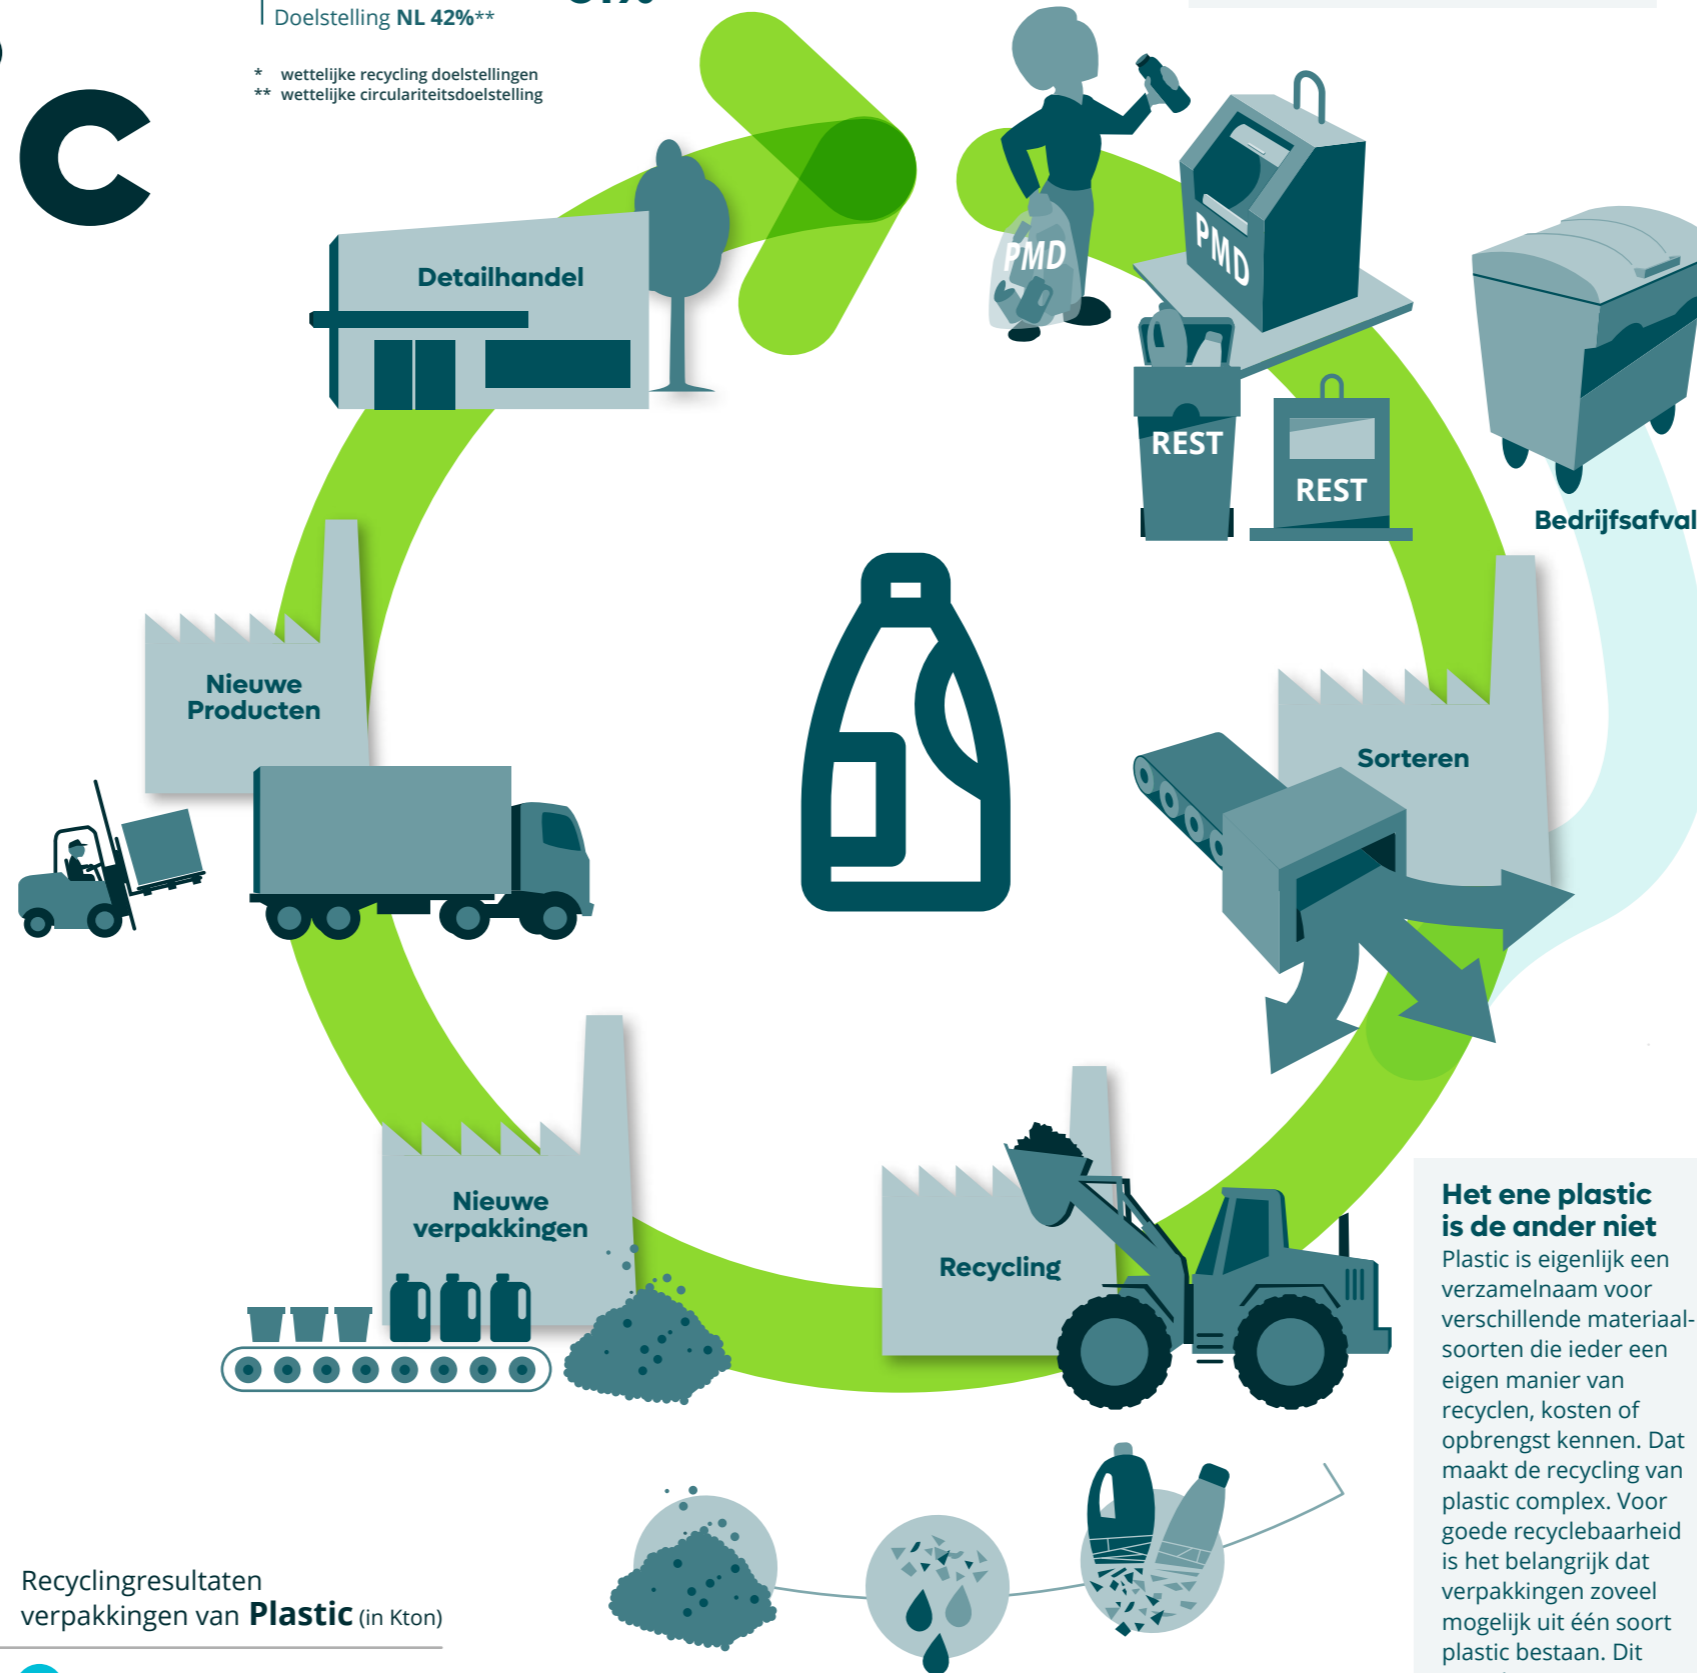 Doelstelling NL 42%**
* wettelijke recycling doelstellingen
** wettelijke circulariteitsdoelstelling
C
Detailhandel
PMD
PMD
REST
REST
Bedrijfsafval
Nieuwe
Producten
Sorteren
Nieuwe
verpakkingen
Recycling
Het ene plastic
is de ander niet
Plastic is eigenlijk een
verzamelnaam voor
verschillende materiaal-
soorten die ieder een
eigen manier van
recyclen, kosten of
opbrengst kennen. Dat
maakt de recycling van
plastic complex. Voor
goede recyclebaarheid
is het belangrijk dat
verpakkingen zoveel
mogelijk uit één soort
plastic bestaan. Dit
Recyclingresultaten
verpakkingen van Plastic (in Kton)